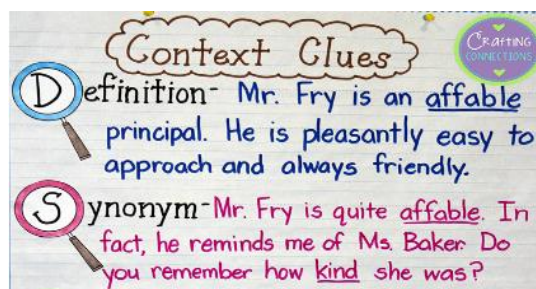 Context Clues
CRAFTING
CONNECTIONS
Definition- Mr. Fry is an affable
principal. He is pleasantly easy to
approach and always friendly.
Synonym-Mr. Fry is quite affable. In
fact, he reminds me of Ms. Baker. Do
you remember how kind she was?